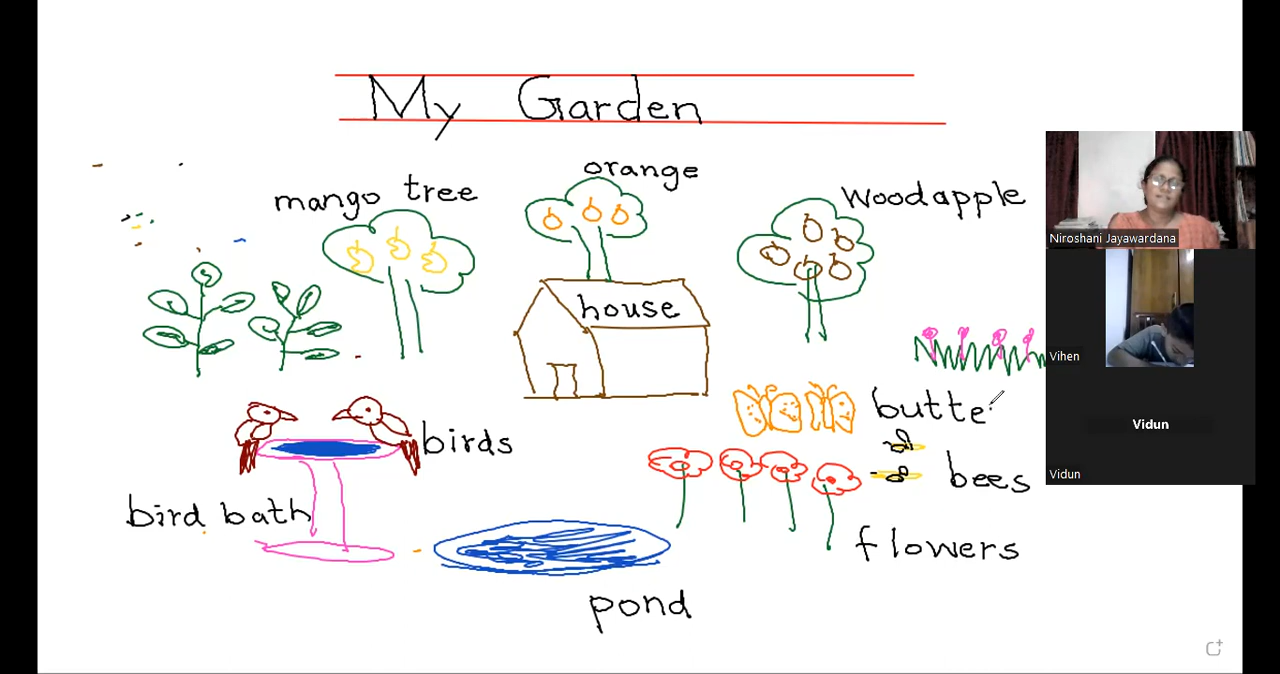 My Garden
orange
mango tree
woodapple
house
butte
birds
bees
bird bath
flowers
pond
Niroshani Jayawardana
Vihen
Vidun
Vidun